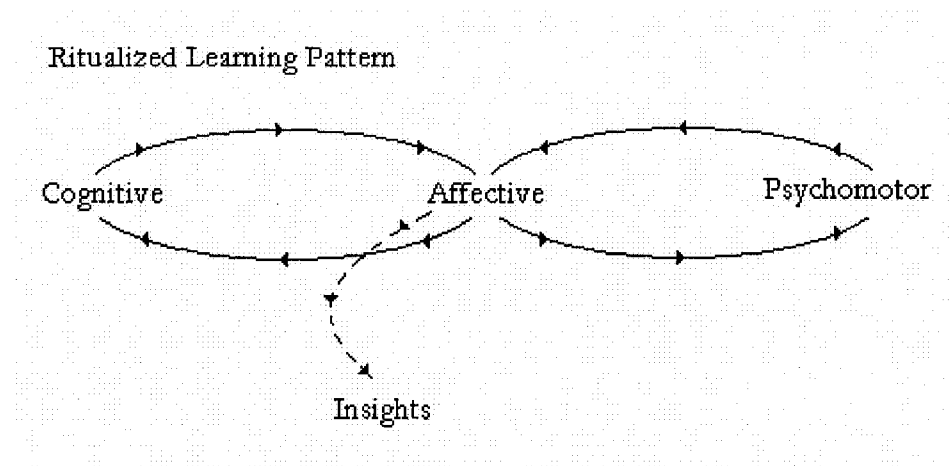 Ritualized Learning Pattern
Cognitive
Affective
Psychomotor
Insights